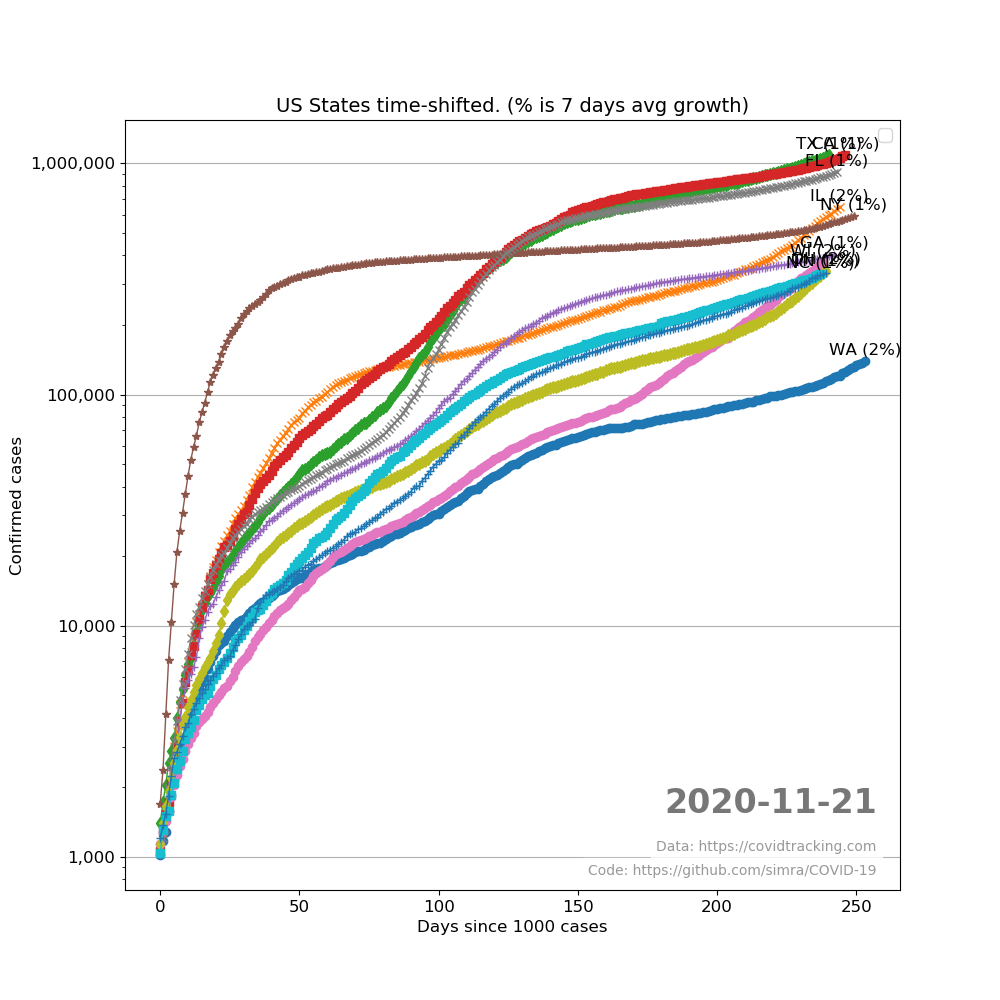 US States time-shifted. (% is 7 days avg growth)
1,000,000
100,000
10,000
1,000
Confirmed cases
FL (1%)
IL (2%)
NY (1%)
GA (1%)
WA (2%)
2020-11-21
Data: https://covidtracking.com
Code: https://github.com/simra/COVID-19
0 50 100 150 200 250
Days since 1000 cases